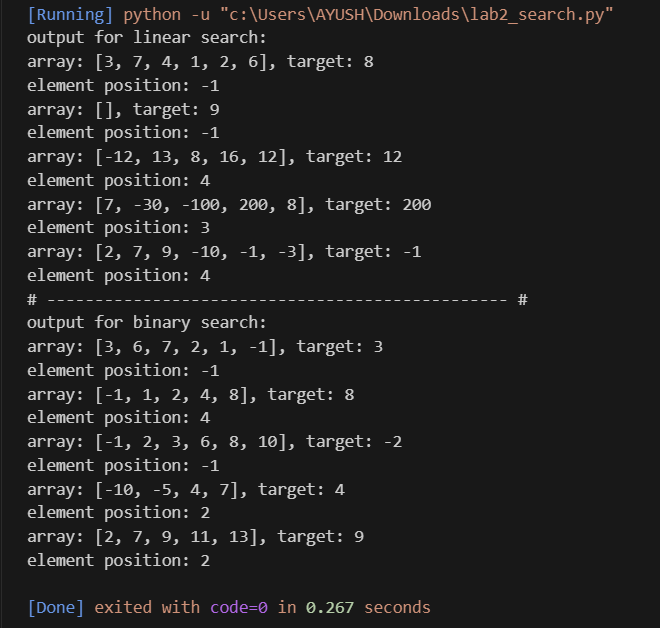 [Running] python -u "c:\Users\AYUSH\Downloads\lab2_search.py"
output for linear search:
array: [3, 7, 4, 1, 2, 6], target: 8
element position: -1
array: [], target: 9
element position: -1
array: [-12, 13, 8, 16, 12], target: 12
element position: 4
array: [7, -30, -100, 200, 8], target: 200
element position: 3
array: [2, 7, 9, -10, -1, -3], target: -1
element position: 4
# ------------------------------------------------ #
output for binary search:
array: [3, 6, 7, 2, 1, -1], target: 3
element position: -1
array: [-1, 1, 2, 4, 8], target: 8
element position: 4
array: [-1, 2, 3, 6, 8, 10], target: -2
element position: -1
array: [-10, -5, 4, 7], target: 4
element position: 2
array: [2, 7, 9, 11, 13], target: 9
element position: 2
[Done] exited with code=0 in 0.267 seconds